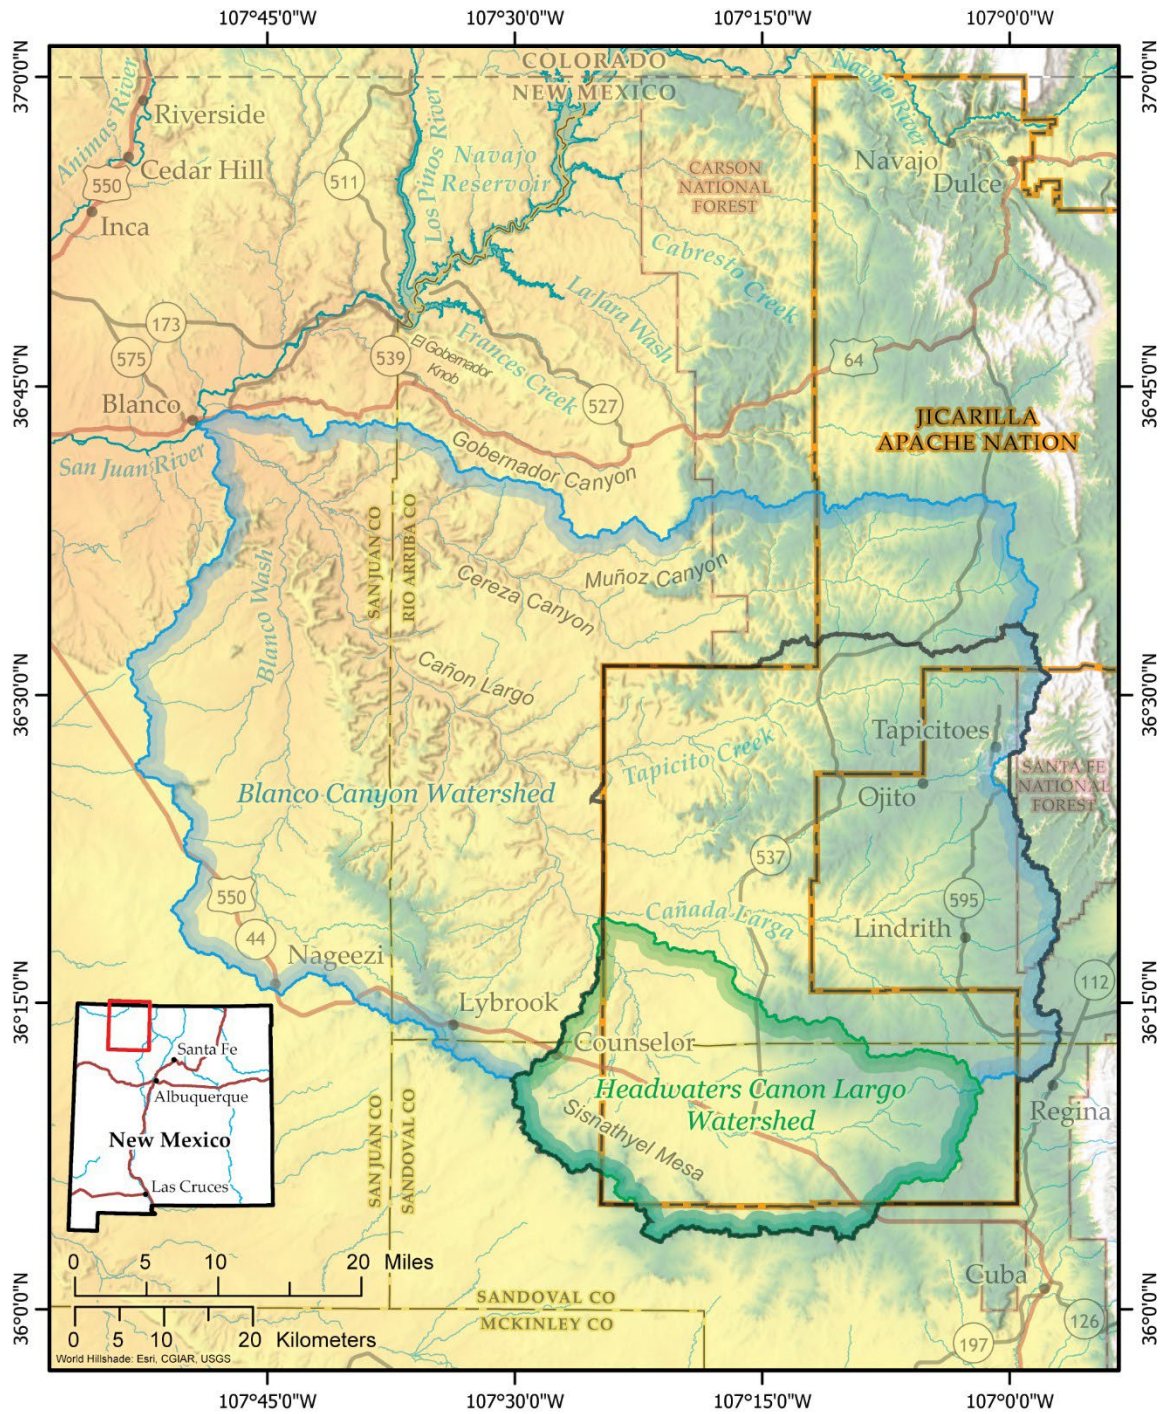 107°45'0"W
107°30'0"W
107°15'0"W
107°0'0"W
37°0'0"N
36°45'0"N
36°30'0"N
36°15'0"N
36°0'0"N
COLORADO
NEW MEXICO
Animas River
Riverside
Cedar Hill
550
Inca
511
Los Pinos River
Navajo
Reservoir
CARSON
NATIONAL
FOREST
Navajo River
Navajo
Dulce
Cabresto Creek
La Jara Wash
173
575
539
El Gobernador
Knob
Frances Creek
527
64
Blanco
San Juan River
Gobernador Canyon
JICARILLA
APACHE NATION
SAN JUAN CO
RIO ARRIBA CO
Blanco Wash
Cereza Canyon
Muñoz Canyon
Cañon Largo
Tapicito Creek
Tapicitoes
Ojito
SANTA FE
NATIONAL
FOREST
Blanco Canyon Watershed
537
595
550
44
Nageezi
Cañada Larga
Lindrith
112
Lybrook
Counselor
Headwaters Canon Largo
Watershed
Sisnathyel Mesa
Regina
SAN JUAN CO
SANDOVAL CO
Santa Fe
Albuquerque
New Mexico
Las Cruces
0 5 10 20 Miles
0 5 10 20 Kilometers
World Hillshade: Esri, CGIAR, USGS
SANDOVAL CO
MCKINLEY CO
Cuba
197
126
37°0'0"N
36°45'0"N
36°30'0"N
36°15'0"N
36°0'0"N
107°45'0"W
107°30'0"W
107°15'0"W
107°0'0"W